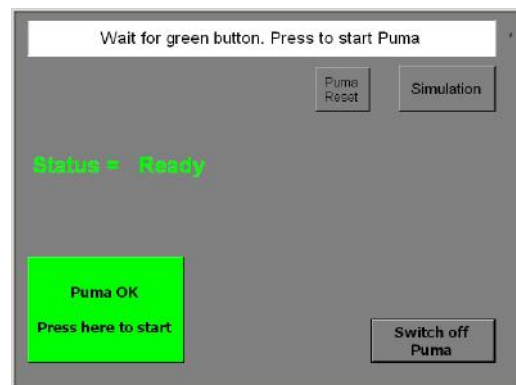 Wait for green button. Press to start Puma
Puma
Reset
Simulation
Status = Ready
Puma OK
Press here to start
Switch off
Puma